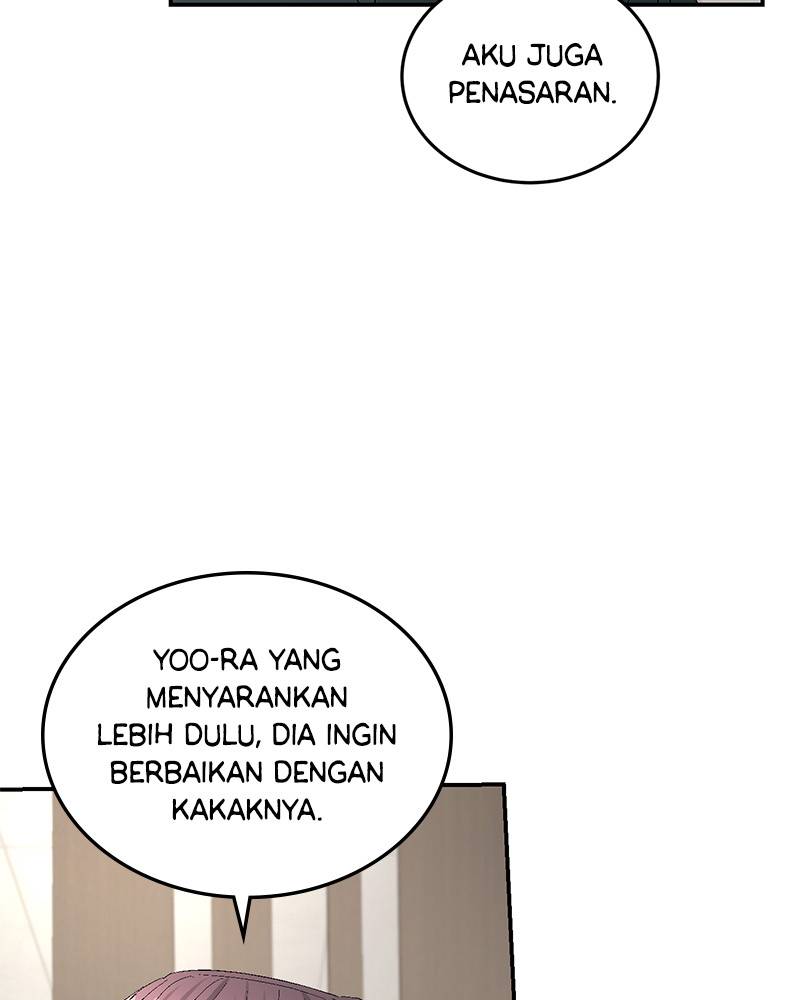 AKU JUGA
PENASARAN.
YOO-RA YANG
MENYARANKAN
LEBIH DULU, DIA INGIN
BERBAIKAN DENGAN
KAKAKNYA.